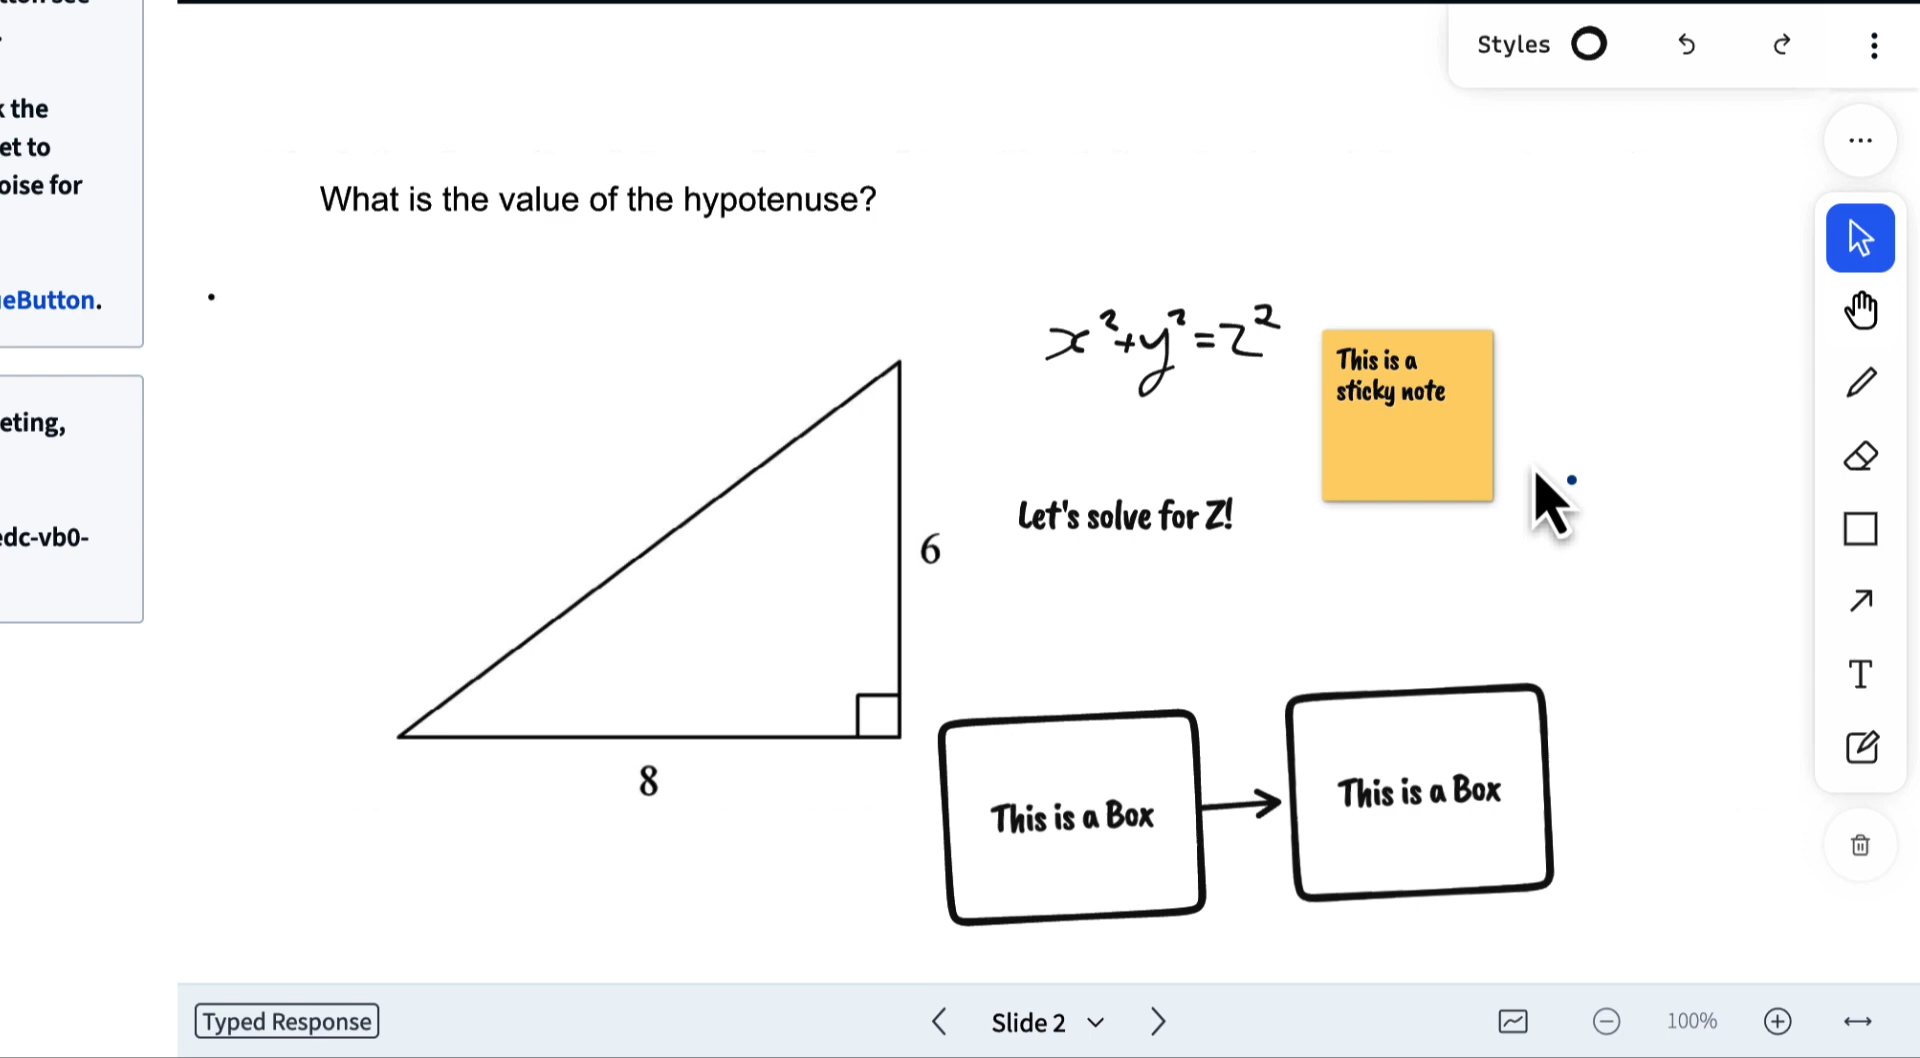 the
et to
oise for
eButton.
eting,
dc-vb0-
Styles
What is the value of the hypotenuse?
x²+y²=z²
This is a
sticky note
Let's solve for Z!
6
8
This is a Box
This is a Box
T
Typed Response
Slide 2
100%